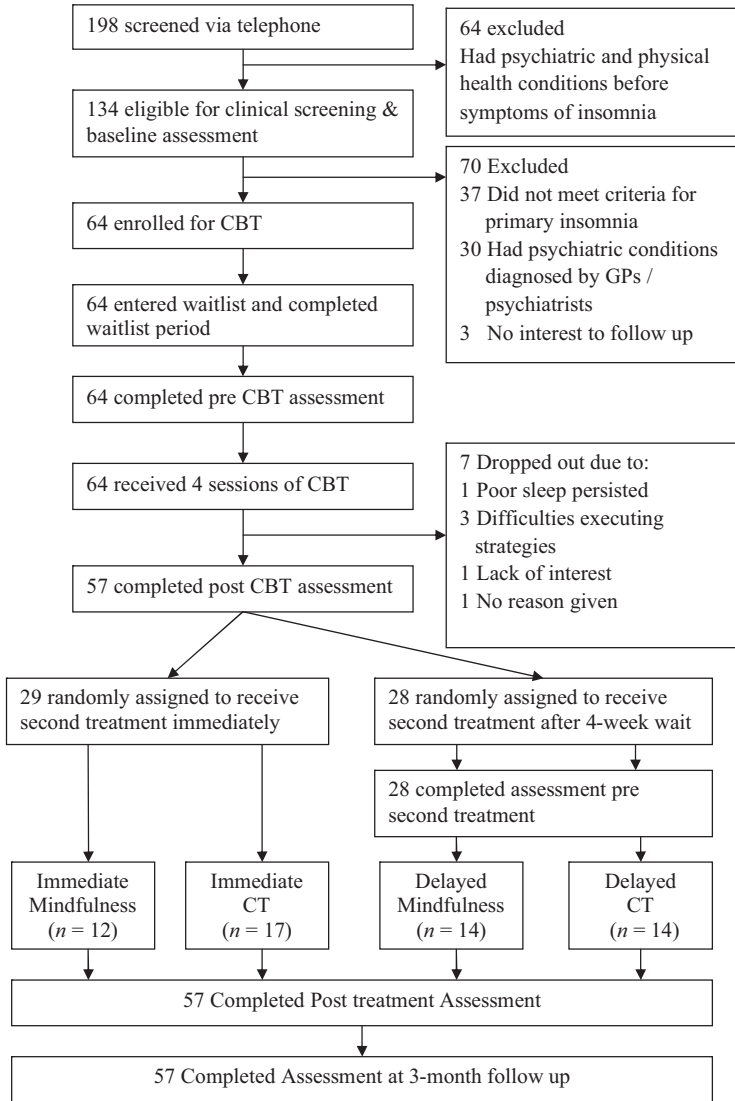 198 screened via telephone
64 excluded
Had psychiatric and physical
health conditions before
symptoms of insomnia
134 eligible for clinical screening &
baseline assessment
70 Excluded
37 Did not meet criteria for
primary insomnia
30 Had psychiatric conditions
diagnosed by GPs /
psychiatrists
3 No interest to follow up
64 enrolled for CBT
64 entered waitlist and completed
waitlist period
64 completed pre CBT assessment
64 received 4 sessions of CBT
7 Dropped out due to:
1 Poor sleep persisted
3 Difficulties executing
strategies
1 Lack of interest
1 No reason given
57 completed post CBT assessment
29 randomly assigned to receive
second treatment immediately
28 randomly assigned to receive
second treatment after 4-week wait
28 completed assessment pre
second treatment
Immediate
Mindfulness
(n = 12)
Immediate
CT
(n = 17)
Delayed
Mindfulness
(n = 14)
Delayed
CT
(n = 14)
57 Completed Post treatment Assessment
57 Completed Assessment at 3-month follow up